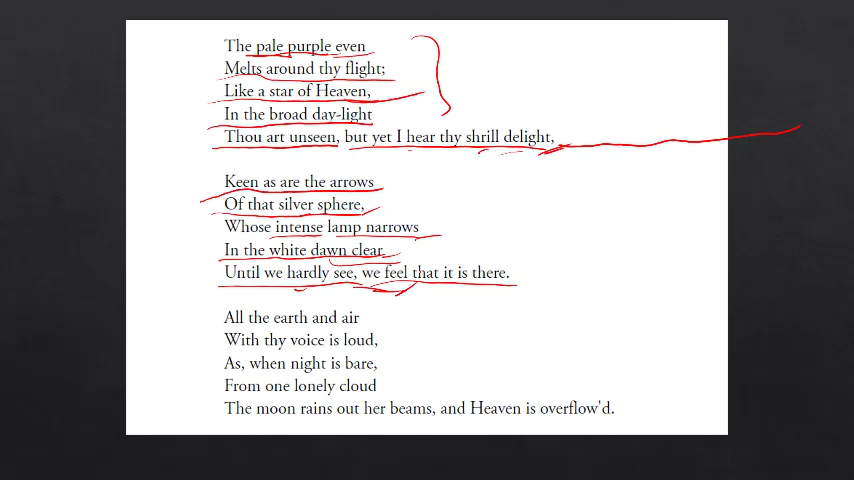 The pale purple even
Melts around thy flight;
Like a star of Heaven,
In the broad day-light
Thou art unseen, but yet I hear thy shrill delight,
Keen as are the arrows
Of that silver sphere,
Whose intense lamp narrows
In the white dawn clear
Until we hardly see, we feel that it is there.
All the earth and air
With thy voice is loud,
As, when night is bare,
From one lonely cloud
The moon rains out her beams, and Heaven is overflow'd.